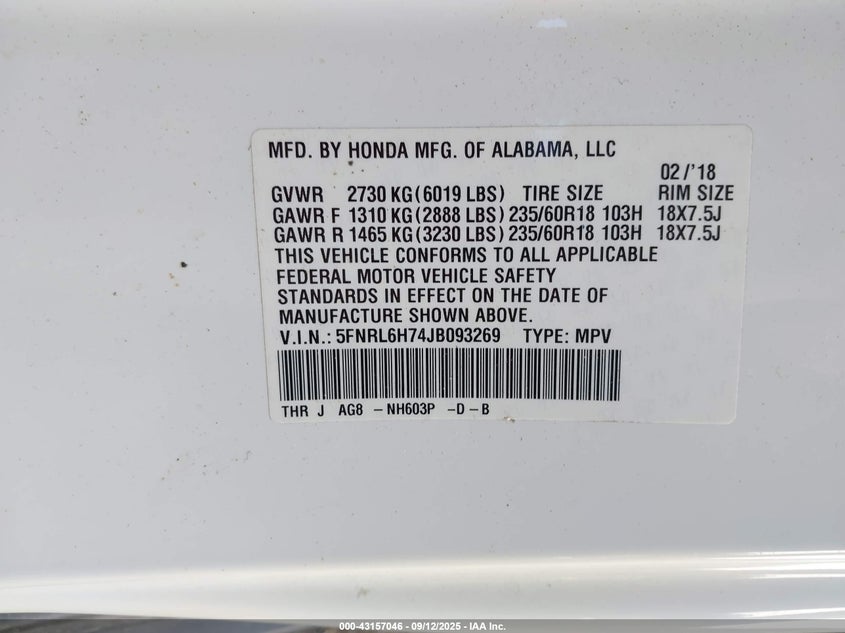 MFD. BY HONDA MFG. OF ALABAMA, LLC
02/'18
GVWR 2730 KG(6019 LBS) TIRE SIZE RIM SIZE
GAWR F 1310 KG(2888 LBS) 235/60R18 103H 18X7.5J
GAWR R 1465 KG(3230 LBS) 235/60R18 103H 18X7.5J
THIS VEHICLE CONFORMS TO ALL APPLICABLE
FEDERAL MOTOR VEHICLE SAFETY
STANDARDS IN EFFECT ON THE DATE OF
MANUFACTURE SHOWN ABOVE.
V.I.N.: 5FNRL6H74JB093269 TYPE: MPV
THR J AG8 -NH603P -D-B
000-43157046 - 09/12/2025 - IAA Inc.